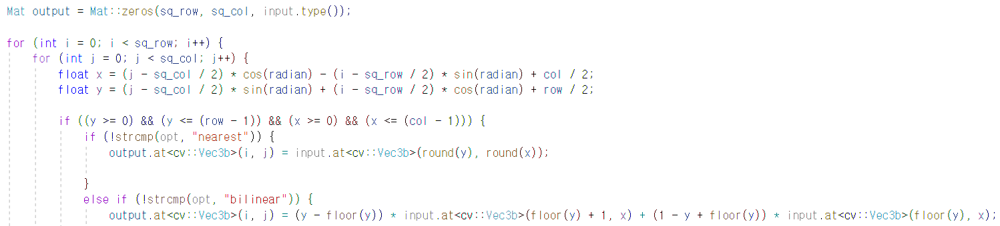 Mat output = Mat::zeros(sq_row, sq_col, input.type());
for (int i = 0; i < sq_row; i++) {
for (int j = 0; j < sq_col; j++) {
float x = (j - sq_col / 2) * cos(radian) - (i - sq_row / 2) * sin(radian) + col / 2;
float y = (j - sq_col / 2) * sin(radian) + (i - sq_row / 2) * cos(radian) + row / 2;
if ((y >= 0) && (y <= (row - 1)) && (x >= 0) && (x <= (col - 1))) {
if (!strcmp(opt, "nearest")) {
output.at<cv::Vec3b>(i, j) = input.at<cv::Vec3b>(round(y), round(x));
}
else if (!strcmp(opt, "bilinear")) {
output.at<cv::Vec3b>(i, j) = (y - floor(y)) * input.at<cv::Vec3b>(floor(y) + 1, x) + (1 - y + floor(y)) * input.at<cv::Vec3b>(floor(y), x);